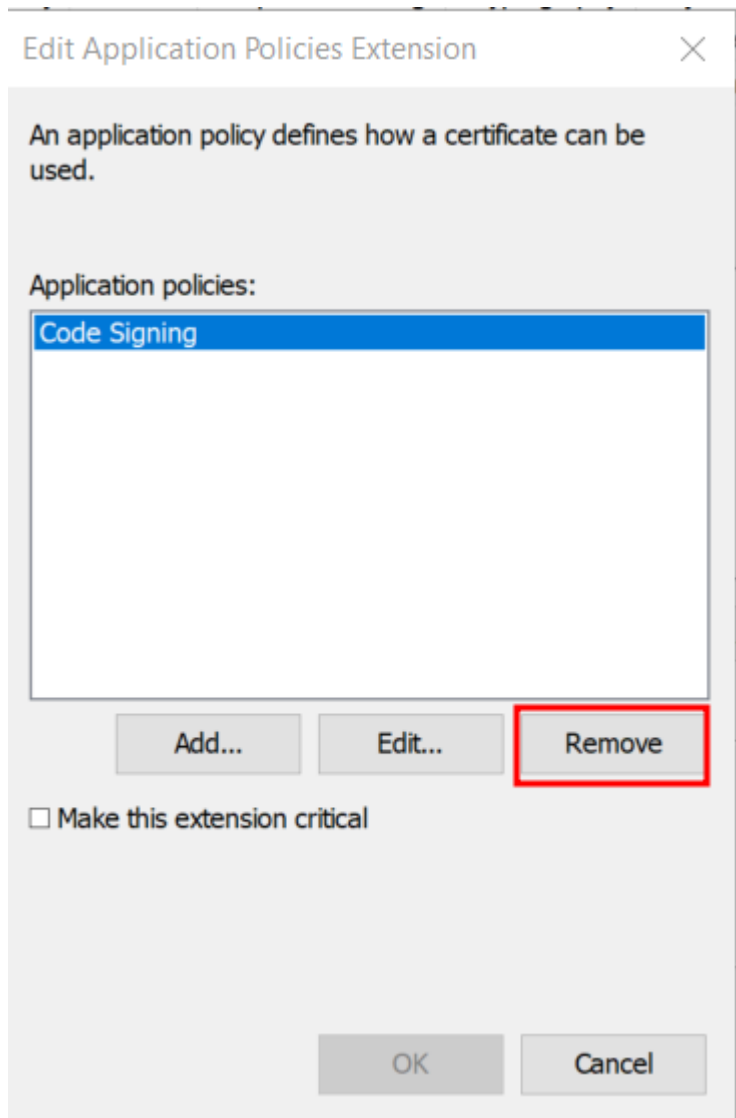 Edit Application Policies Extension
An application policy defines how a certificate can be
used.
Application policies:
Code Signing
Add... Edit... Remove
Make this extension critical
OK Cancel